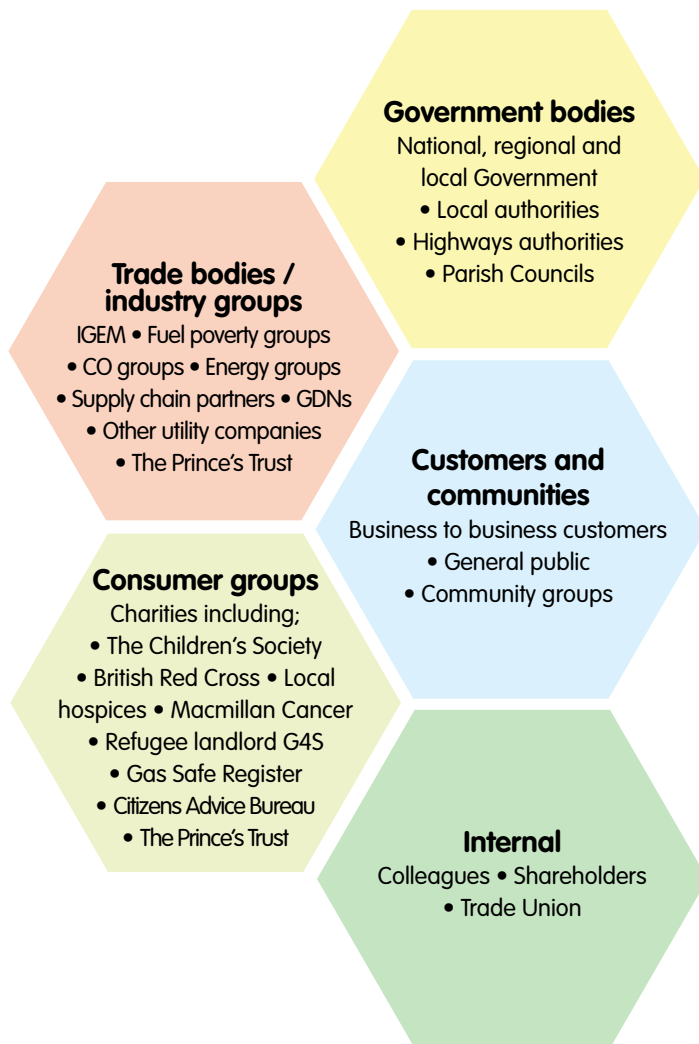 Government bodies
National, regional and
local Government
• Local authorities
• Highways authorities
• Parish Councils
Trade bodies /
industry groups
IGEM • Fuel poverty groups
• CO groups • Energy groups
• Supply chain partners • GDNs
• Other utility companies
• The Prince's Trust
Customers and
communities
Business to business customers
• General public
• Community groups
Consumer groups
Charities including;
• The Children's Society
• British Red Cross • Local
hospices • Macmillan Cancer
• Refugee landlord G4S
• Gas Safe Register
• Citizens Advice Bureau
• The Prince's Trust
Internal
Colleagues • Shareholders
• Trade Union